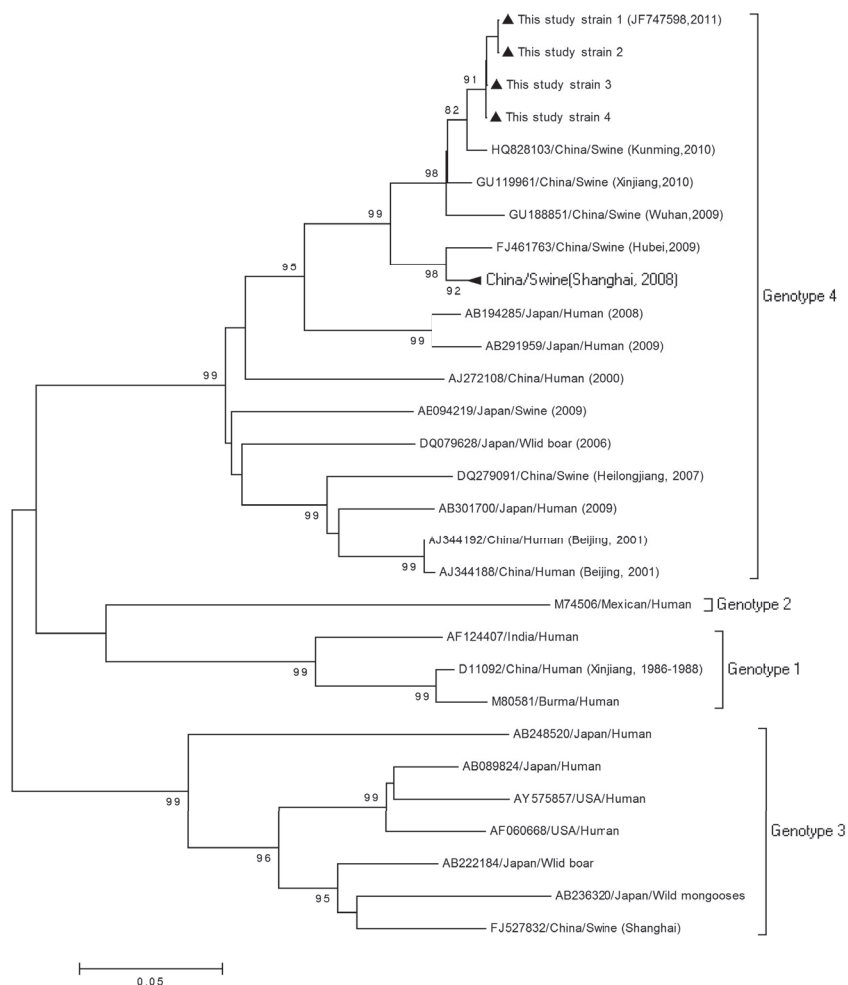 ▲ This study strain 1 (JF747598,2011)
▲ This study strain 2
91
▲ This study strain 3
82
▲ This study strain 4
HQ828103/China/Swine (Kunming,2010)
98
GU119961/China/Swine (Xinjiang,2010)
99
GU188851/China/Swine (Wuhan,2009)
FJ461763/China/Swine (Hubei,2009)
95
98
China/Swine(Shanghai, 2008)
92
Genotype 4
AB194285/Japan/Human (2008)
99
AB291959/Japan/Human (2009)
99
AJ272108/China/Human (2000)
AE094219/Japan/Swine (2009)
DQ079628/Japan/Wlid boar (2006)
DQ279091/China/Swine (Heilongjiang, 2007)
99
AB301700/Japan/Human (2009)
AJ344192/China/Human (Beijing, 2001)
99
AJ344188/China/Human (Beijing, 2001)
M74506/Mexican/Human
Genotype 2
AF124407/India/Human
99
D11092/China/Human (Xinjiang, 1986-1988)
Genotype 1
99
M80581/Burma/Human
AB248520/Japan/Human
AB089824/Japan/Human
99
99
AY575857/USA/Human
AF060668/USA/Human
Genotype 3
96
AB222184/Japan/Wlid boar
95
AB236320/Japan/Wild mongooses
FJ527832/China/Swine (Shanghai)
0.05